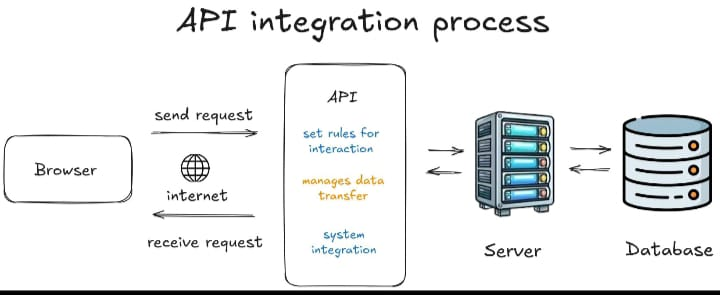 API integration process
Browser
send request
internet
receive request
API
set rules for
interaction
manages data
transfer
system
integration
Server
Database